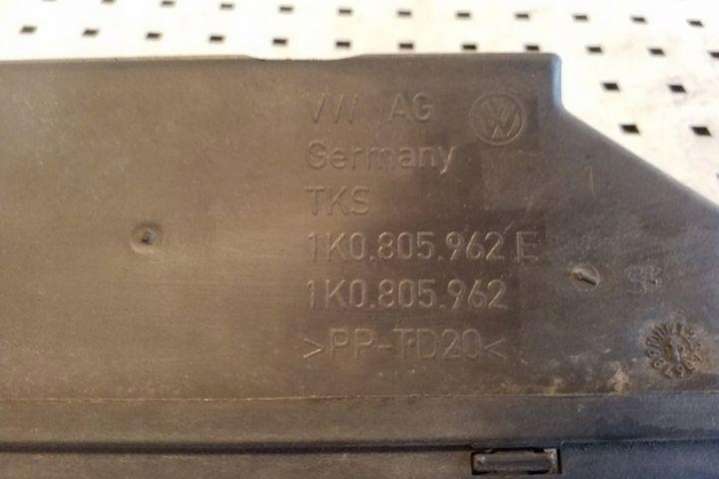 VW AG
Germany
TKS
1K0.805.962 E
1K0.805.962
>PP-TD20<